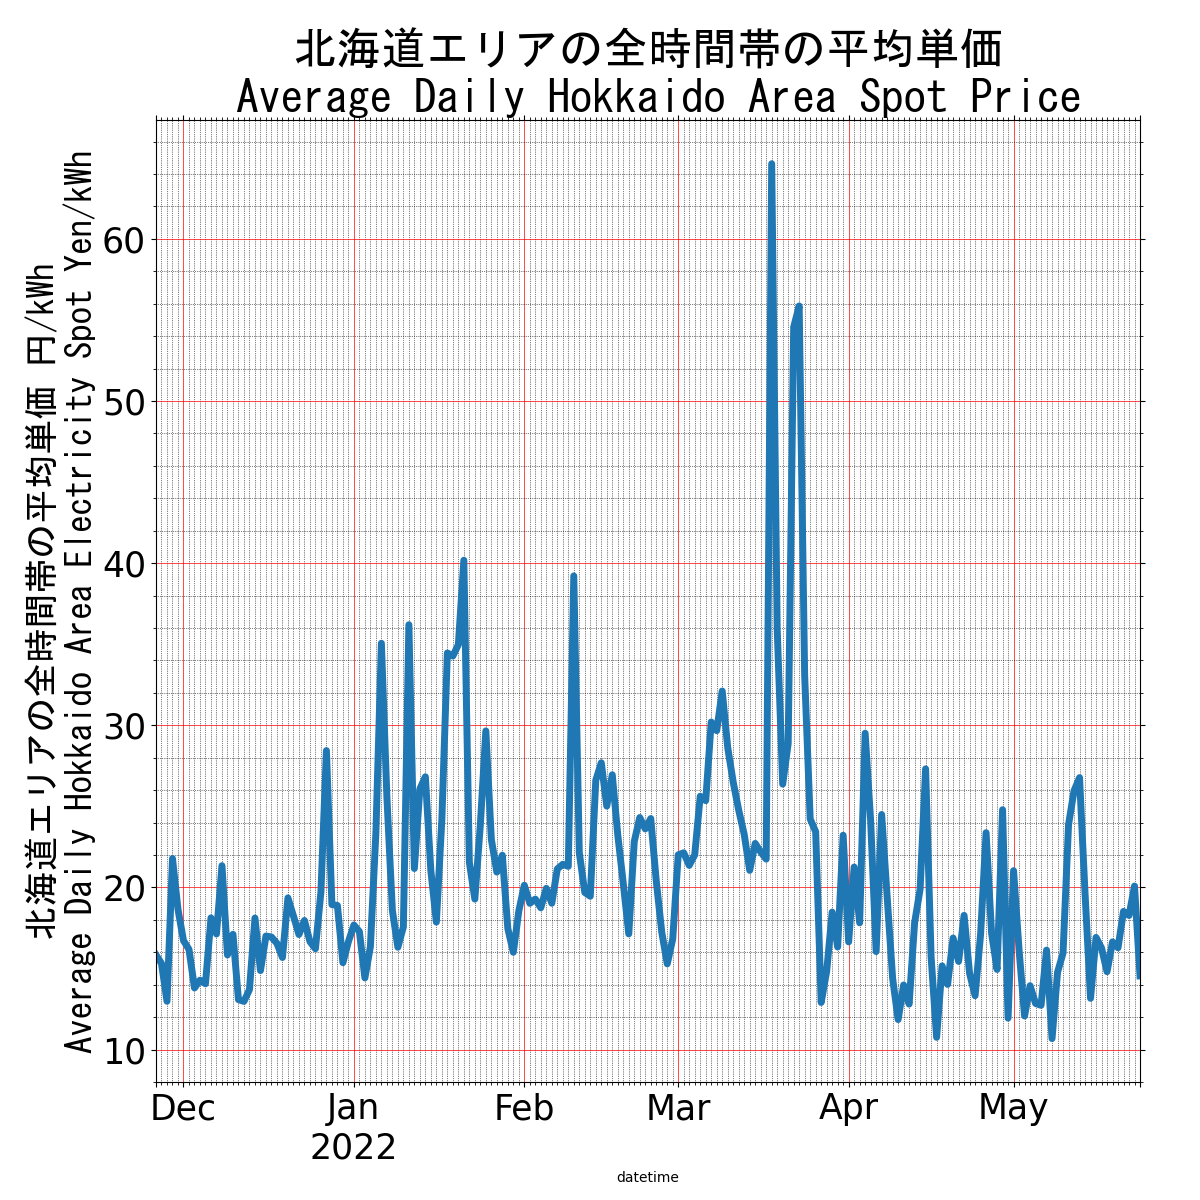 北海道エリアの全時間帯の平均単価
Average Daily Hokkaido Area Spot Price
北海道エリアの全時間帯の平均単価 円/kWh
Average Daily Hokkaido Area Electricity Spot Yen/kWh
60
50
40
30
20
10
Dec
Jan
2022
Feb
Mar
Apr
May
datetime